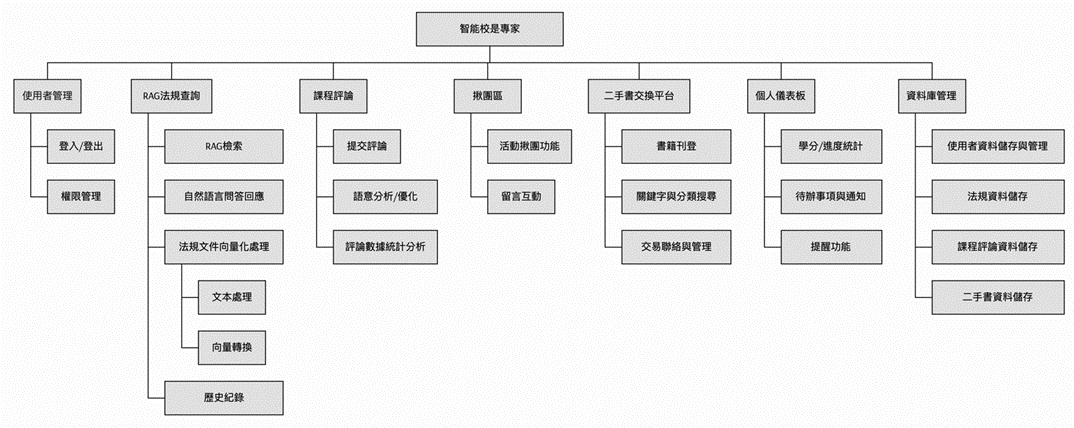 智能校是專家
使用者管理
登入/登出
權限管理
RAG法規查詢
RAG檢索
自然語言問答回應
法規文件向量化處理
文本處理
向量轉換
歷史紀錄
課程評論
提交評論
語意分析/優化
評論數據統計分析
揪團區
活動揪團功能
留言互動
二手書交換平台
書籍刊登
關鍵字與分類搜尋
交易聯絡與管理
個人儀表板
學分/進度統計
待辦事項與通知
提醒功能
資料庫管理
使用者資料儲存與管理
法規資料儲存
課程評論資料儲存
二手書資料儲存